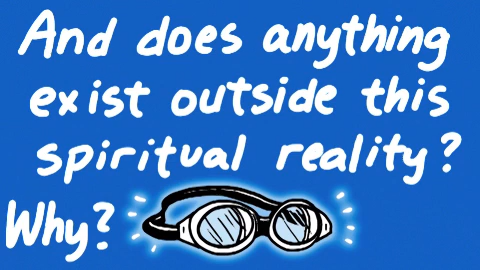 And does anything
exist outside this
spiritual reality?
Why?